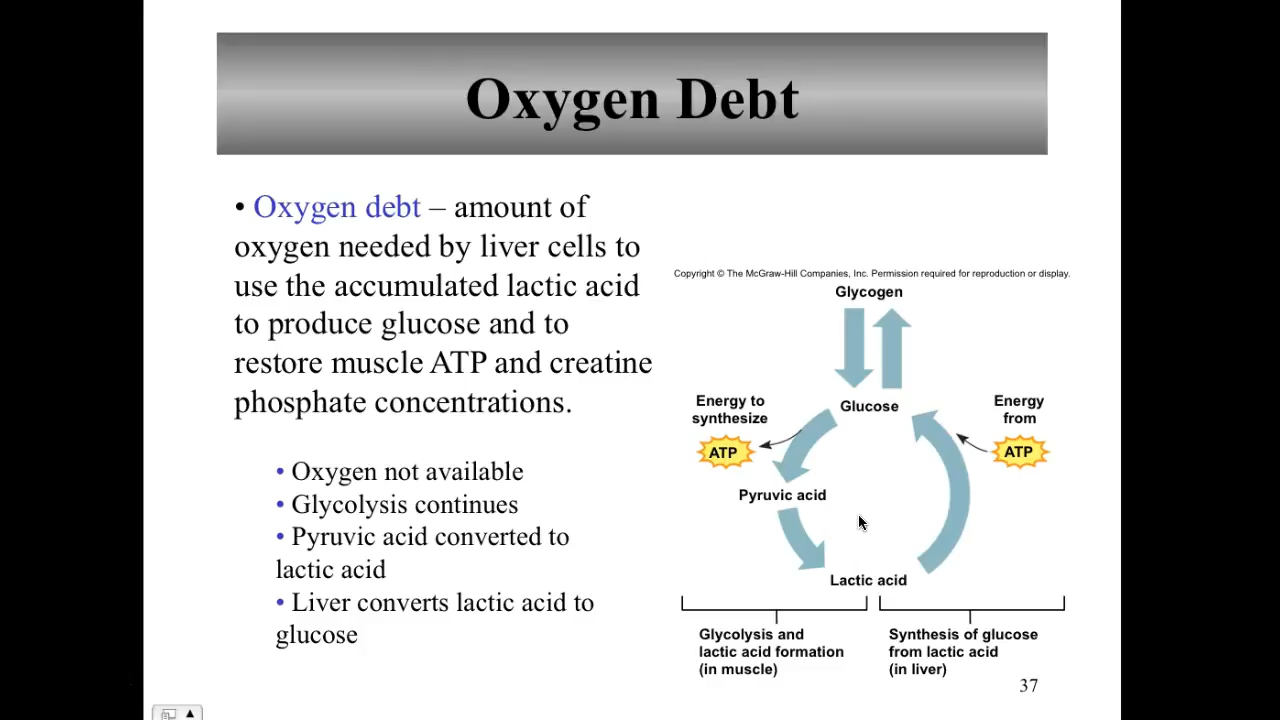 Oxygen Debt
• Oxygen debt – amount of
oxygen needed by liver cells to
use the accumulated lactic acid
to produce glucose and to
restore muscle ATP and creatine
phosphate concentrations.
• Oxygen not available
• Glycolysis continues
• Pyruvic acid converted to
lactic acid
• Liver converts lactic acid to
glucose
Copyright © The McGraw-Hill Companies, Inc. Permission required for reproduction or display.
Glycogen
Glucose
Energy to
synthesize
ATP
Energy
from
ATP
Pyruvic acid
Lactic acid
Glycolysis and
lactic acid formation
(in muscle)
Synthesis of glucose
from lactic acid
(in liver)
37